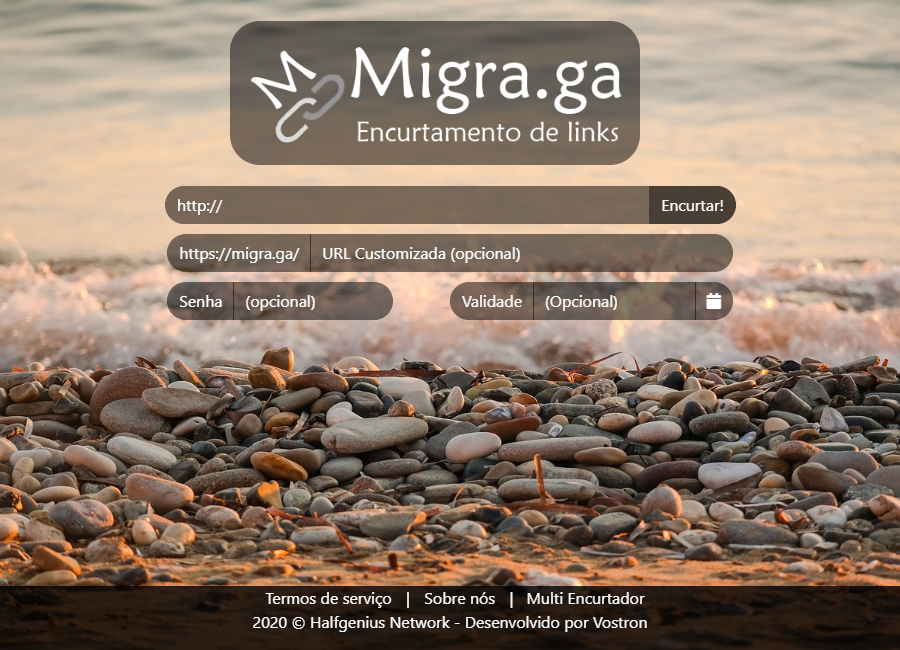 Migra.ga
Encurtamento de links
http:// Encurtar!
https://migra.ga/ URL Customizada (opcional)
Senha (opcional) Validade (Opcional)
Termos de serviço | Sobre nós | Multi Encurtador
2020 © Halfgenius Network - Desenvolvido por Vostron